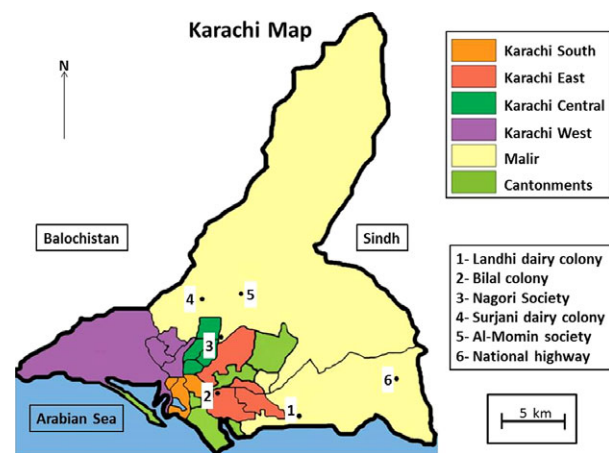 Karachi Map
N
Karachi South
Karachi East
Karachi Central
Karachi West
Malir
Cantonments
Balochistan
Sindh
1- Landhi dairy colony
2- Bilal colony
3- Nagori Society
4- Surjani dairy colony
5- Al-Momin society
6- National highway
4
5
3
2
1
6
Arabian Sea
5 km